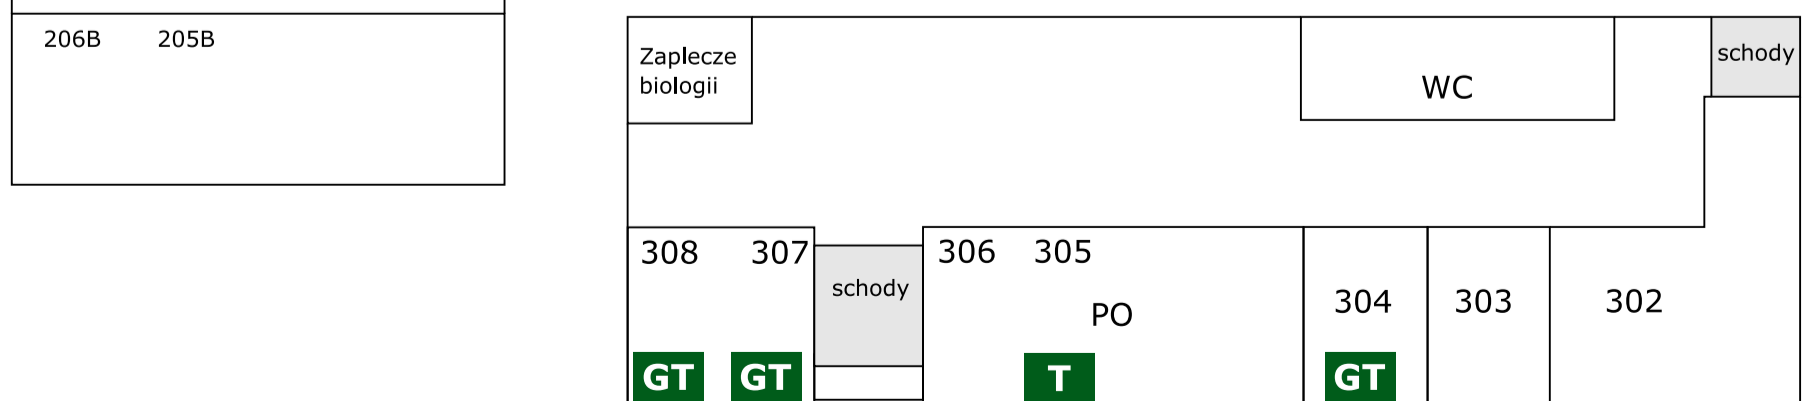 206B 205B
Zaplecze
biologii
WC
schody
308 307
schody
306 305
PO
304
303
302
GT
GT
T
GT